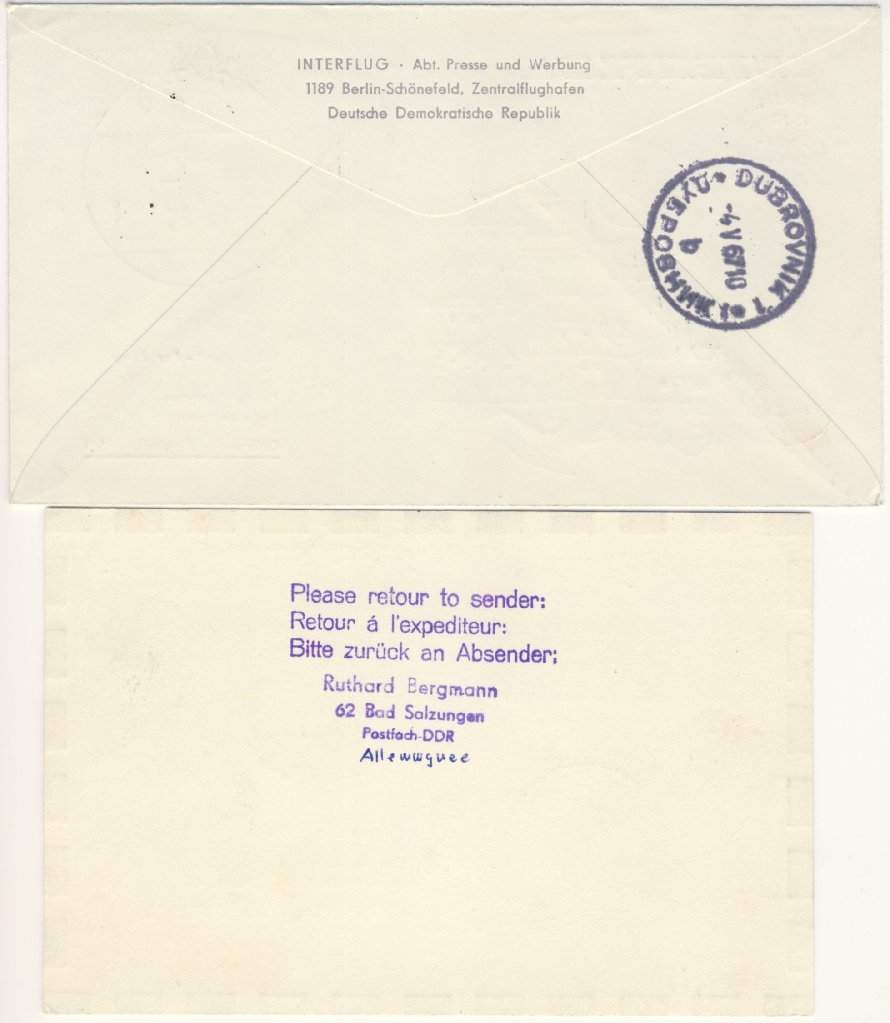 INTERFLUG · Abt. Presse und Werbung
1189 Berlin-Schönefeld, Zentralflughafen
Deutsche Demokratische Republik
DUBROVNIK 1
ДУБРОВНИК 1
-4 V 67 10
Please retour to sender:
Retour á l'expediteur:
Bitte zurück an Absender:
Ruthard Bergmann
62 Bad Salzungen
Postfach-DDR